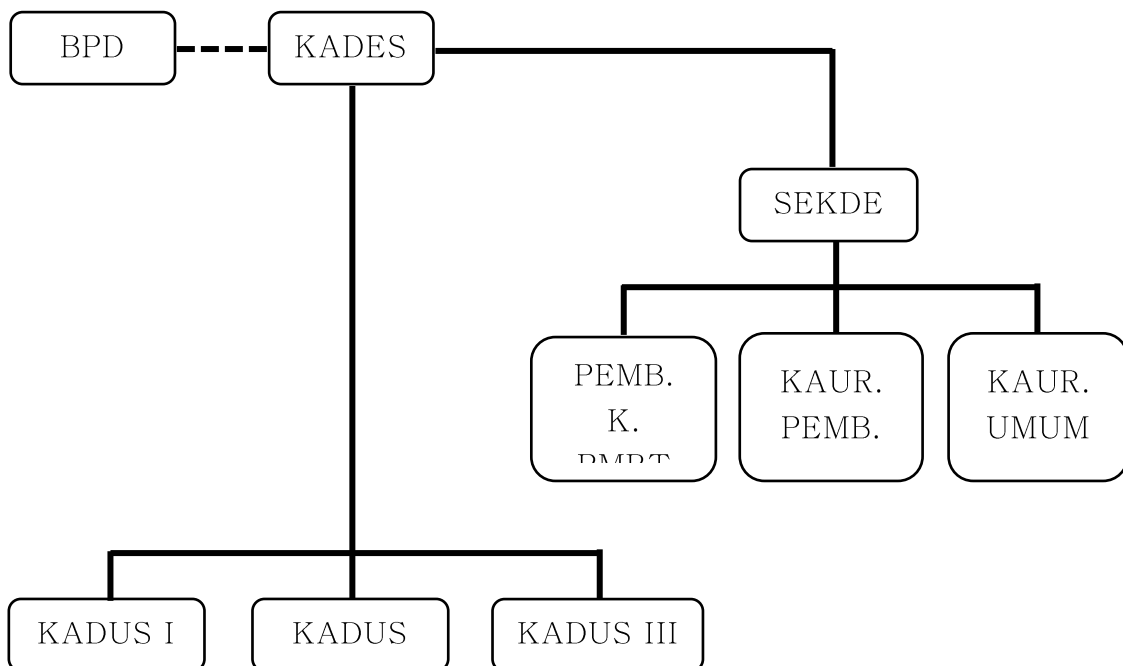 BPD
KADES
SEKDE
PEMB.
K.
KAUR.
PEMB.
KAUR.
UMUM
KADUS I
KADUS
KADUS III